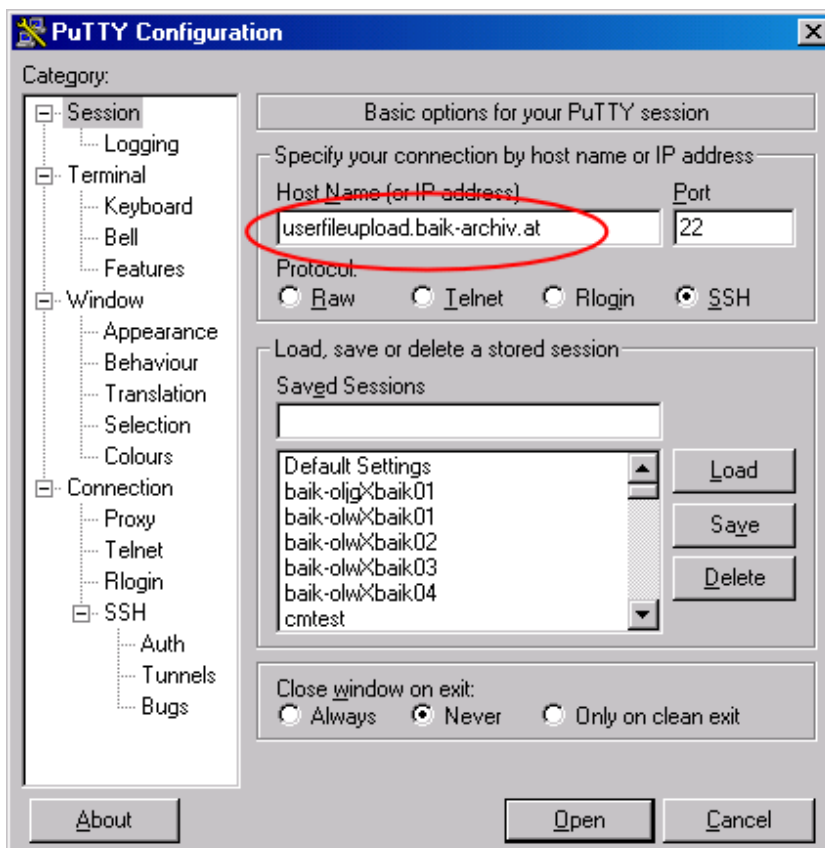 PuTTY Configuration
Category:
Session
Logging
Terminal
Keyboard
Bell
Features
Window
Appearance
Behaviour
Translation
Selection
Colours
Connection
Proxy
Telnet
Rlogin
SSH
Auth
Tunnels
Bugs
Basic options for your PuTTY session
Specify your connection by host name or IP address
Host Name (or IP address) Port
userfileupload.baik-archiv.at 22
Protocol:
Raw Telnet Rlogin SSH
Load, save or delete a stored session
Saved Sessions
Default Settings
baik-oljgXbaik01
baik-olwXbaik01
baik-olwXbaik02
baik-olwXbaik03
baik-olwXbaik04
cmtest
Load
Save
Delete
Close window on exit:
Always Never Only on clean exit
About Open Cancel